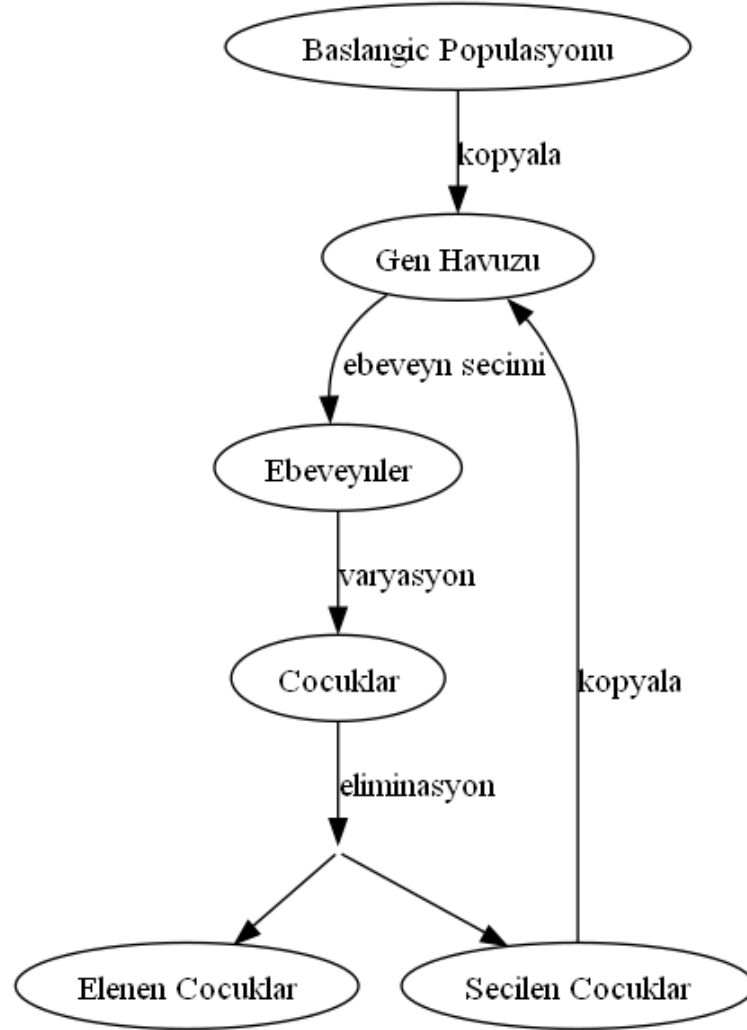 Baslangic Populasyonu
kopyala
Gen Havuzu
ebeveyn secimi
Ebeveynler
varyasyon
Cocuklar
kopyala
eliminasyon
Elenen Cocuklar
Secilen Cocuklar